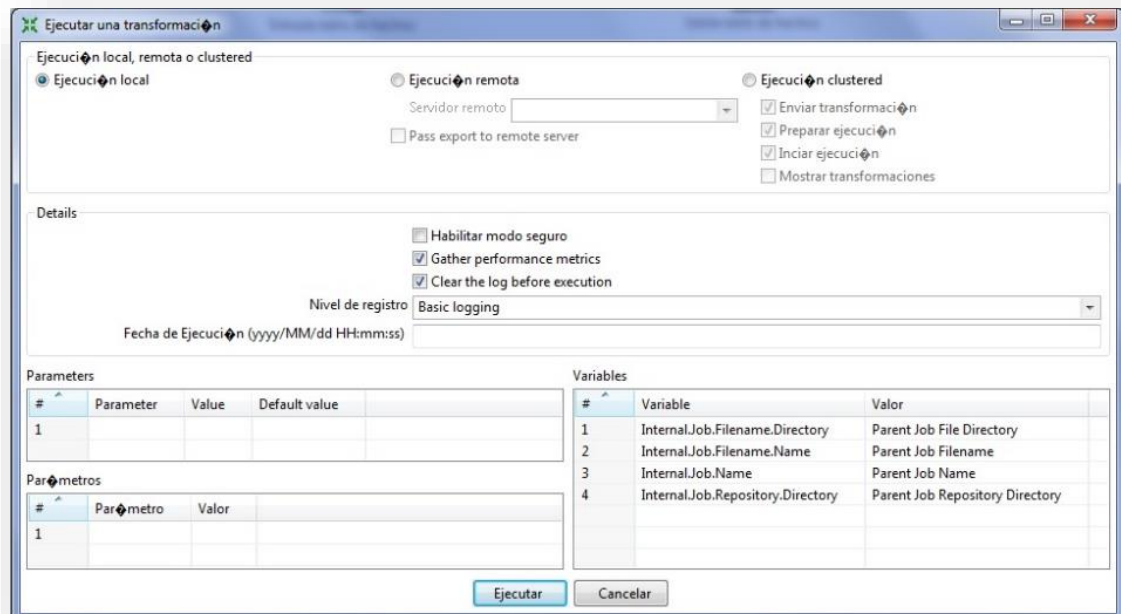 Ejecutar una transformaci�n
Ejecuci�n local, remota o clustered
Ejecuci�n local
Ejecuci�n remota
Ejecuci�n clustered
Servidor remoto
Enviar transformaci�n
Preparar ejecuci�n
Pass export to remote server
Inciar ejecuci�n
Mostrar transformaciones
Details
Habilitar modo seguro
Gather performance metrics
Clear the log before execution
Nivel de registro Basic logging
Fecha de Ejecuci�n (yyyy/MM/dd HH:mm:ss)
Parameters
# Parameter Value Default value
1
Par�metros
# Par�metro Valor
1
Variables
# Variable Valor
1 Internal.Job.Filename.Directory Parent Job File Directory
2 Internal.Job.Filename.Name Parent Job Filename
3 Internal.Job.Name Parent Job Name
4 Internal.Job.Repository.Directory Parent Job Repository Directory
Ejecutar Cancelar